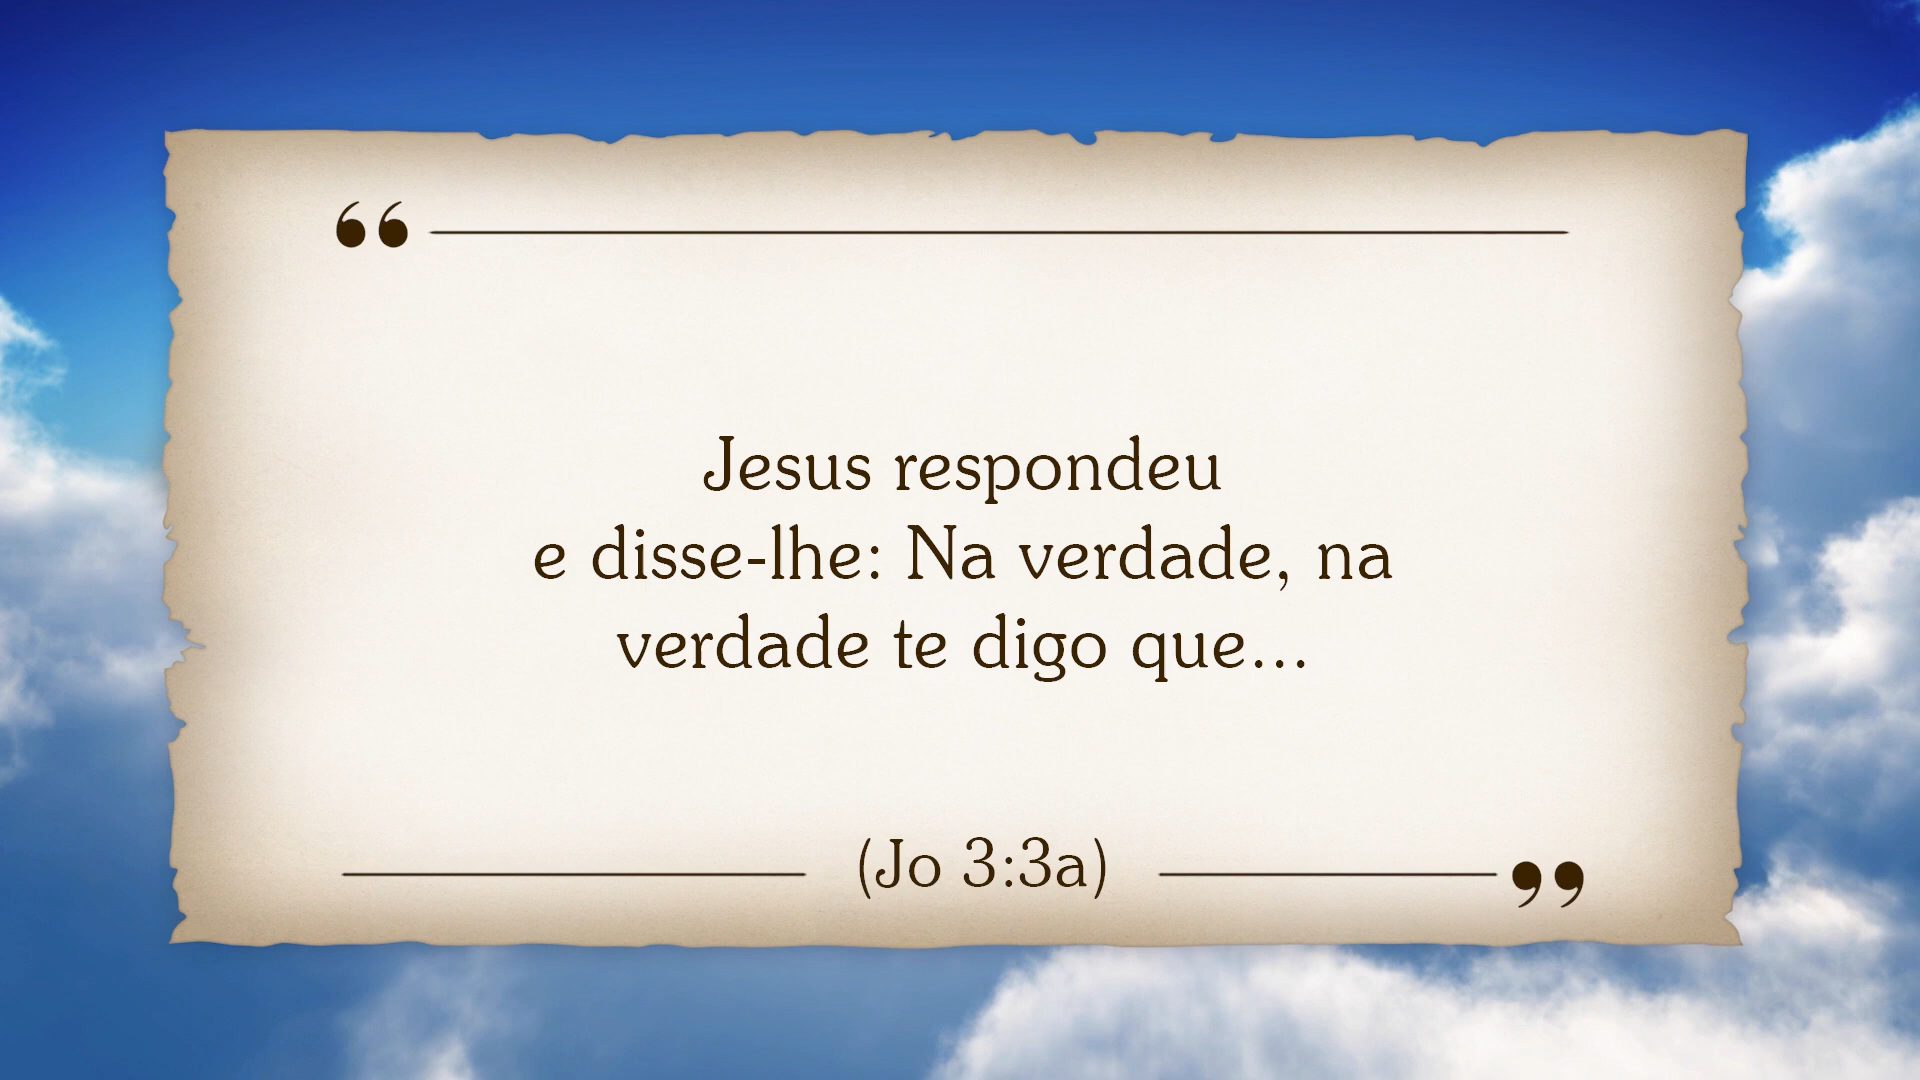 “
Jesus respondeu
e disse-lhe: Na verdade, na
verdade te digo que...
(Jo 3:3a)
”